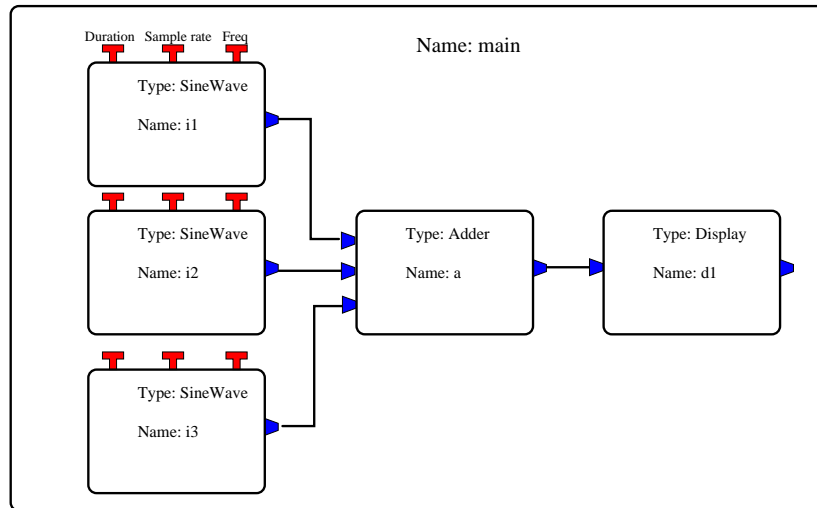 Duration Sample rate Freq
Name: main
Type: SineWave
Name: i1
Type: SineWave
Name: i2
Type: Adder
Name: a
Type: Display
Name: d1
Type: SineWave
Name: i3